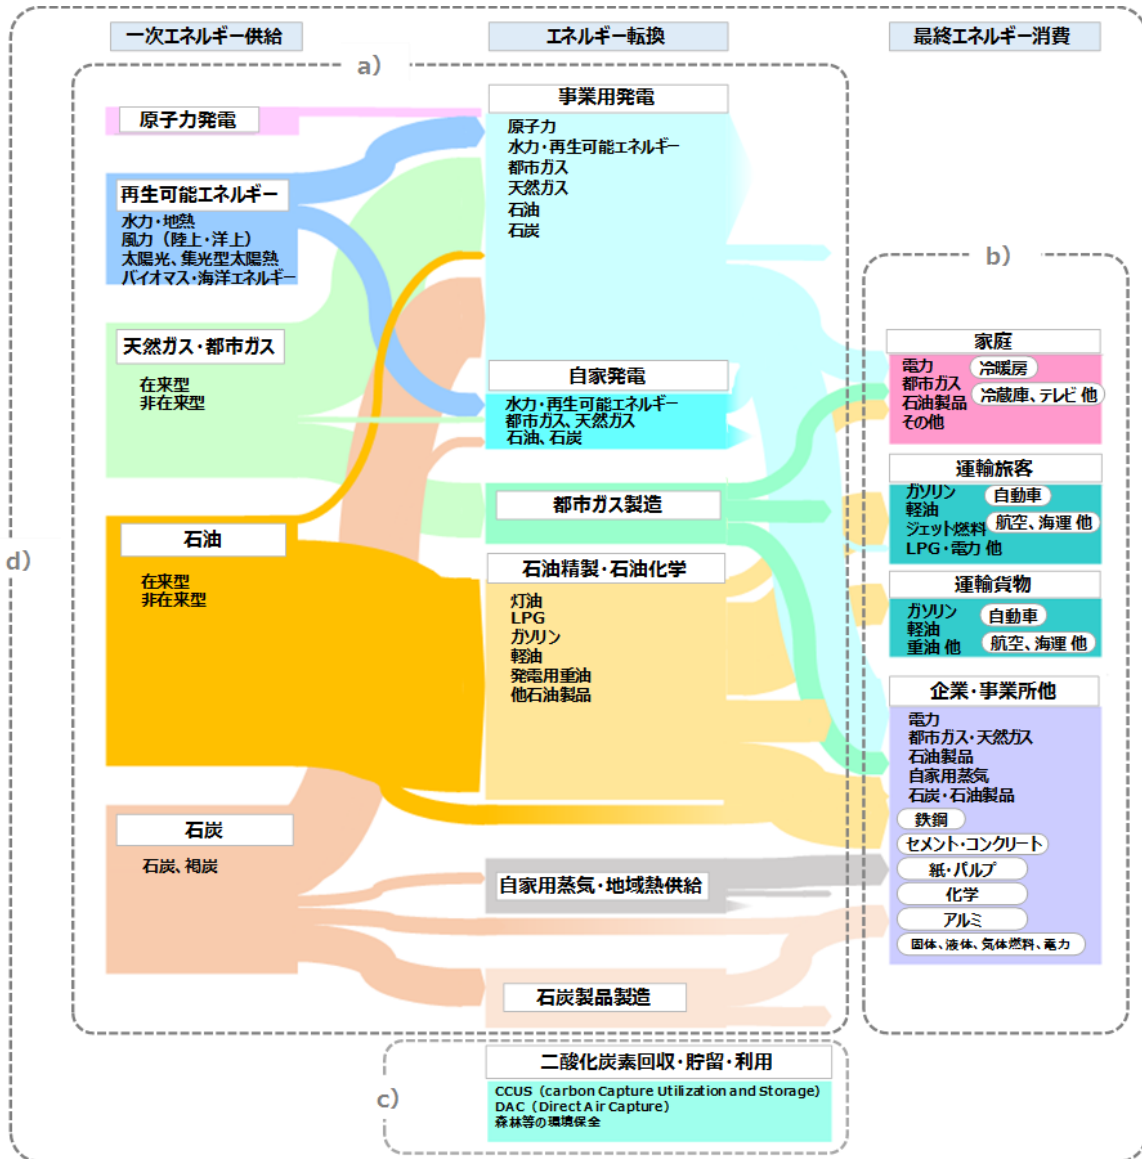 一次エネルギー供給
エネルギー転換
最終エネルギー消費
a）
原子力発電
再生可能エネルギー
水力・地熱
風力（陸上・洋上）
太陽光、集光型太陽熱
バイオマス・海洋エネルギー
天然ガス・都市ガス
在来型
非在来型
石油
在来型
非在来型
石炭
石炭、褐炭
事業用発電
原子力
水力・再生可能エネルギー
都市ガス
天然ガス
石油
石炭
自家発電
水力・再生可能エネルギー
都市ガス、天然ガス
石油、石炭
都市ガス製造
石油精製・石油化学
灯油
LPG
ガソリン
軽油
発電用重油
他石油製品
自家用蒸気・地域熱供給
石炭製品製造
b）
家庭
電力
冷暖房
都市ガス
石油製品
冷蔵庫、テレビ 他
その他
運輸旅客
ガソリン
自動車
軽油
ジェット燃料
航空、海運 他
LPG・電力 他
運輸貨物
ガソリン
自動車
軽油
重油 他
航空、海運 他
企業・事業所他
電力
都市ガス・天然ガス
石油製品
自家用蒸気
石炭・石油製品
鉄鋼
セメント・コンクリート
紙・パルプ
化学
アルミ
固体、液体、気体燃料、電力
c）
二酸化炭素回収・貯留・利用
CCUS（carbon Capture Utilization and Storage）
DAC（Direct Air Capture）
森林等の環境保全
d）